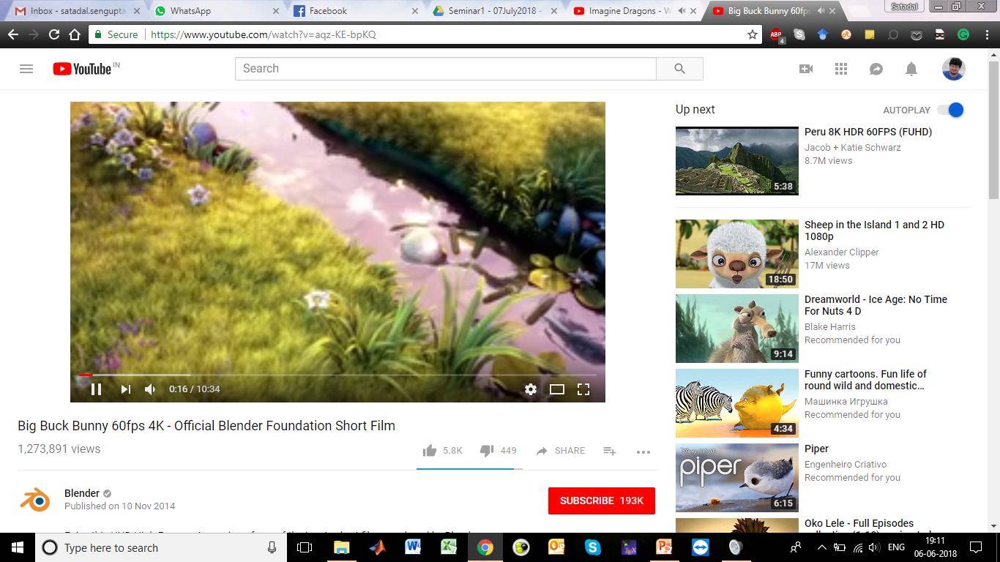 Inbox - satadal.sengupta
WhatsApp
Facebook
Seminar1 - 07July2018 -
Imagine Dragons - W
Big Buck Bunny 60fps
Satadal
Secure
https://www.youtube.com/watch?v=aqz-KE-bpKQ
ABP
4
YouTube IN
Search
Up next
AUTOPLAY
Peru 8K HDR 60FPS (FUHD)
Jacob + Katie Schwarz
8.7M views
5:38
Sheep in the Island 1 and 2 HD
1080p
Alexander Clipper
17M views
18:50
Dreamworld - Ice Age: No Time
For Nuts 4 D
Blake Harris
Recommended for you
9:14
Funny cartoons. Fun life of
round wild and domestic...
Машинка Игрушка
Recommended for you
4:34
Piper
Engenheiro Criativo
Recommended for you
piper
6:15
Oko Lele - Full Episodes
0:16 / 10:34
Big Buck Bunny 60fps 4K - Official Blender Foundation Short Film
1,273,891 views
5.8K
449
SHARE
Blender
Published on 10 Nov 2014
SUBSCRIBE 193K
Type here to search
ENG
19:11
06-06-2018